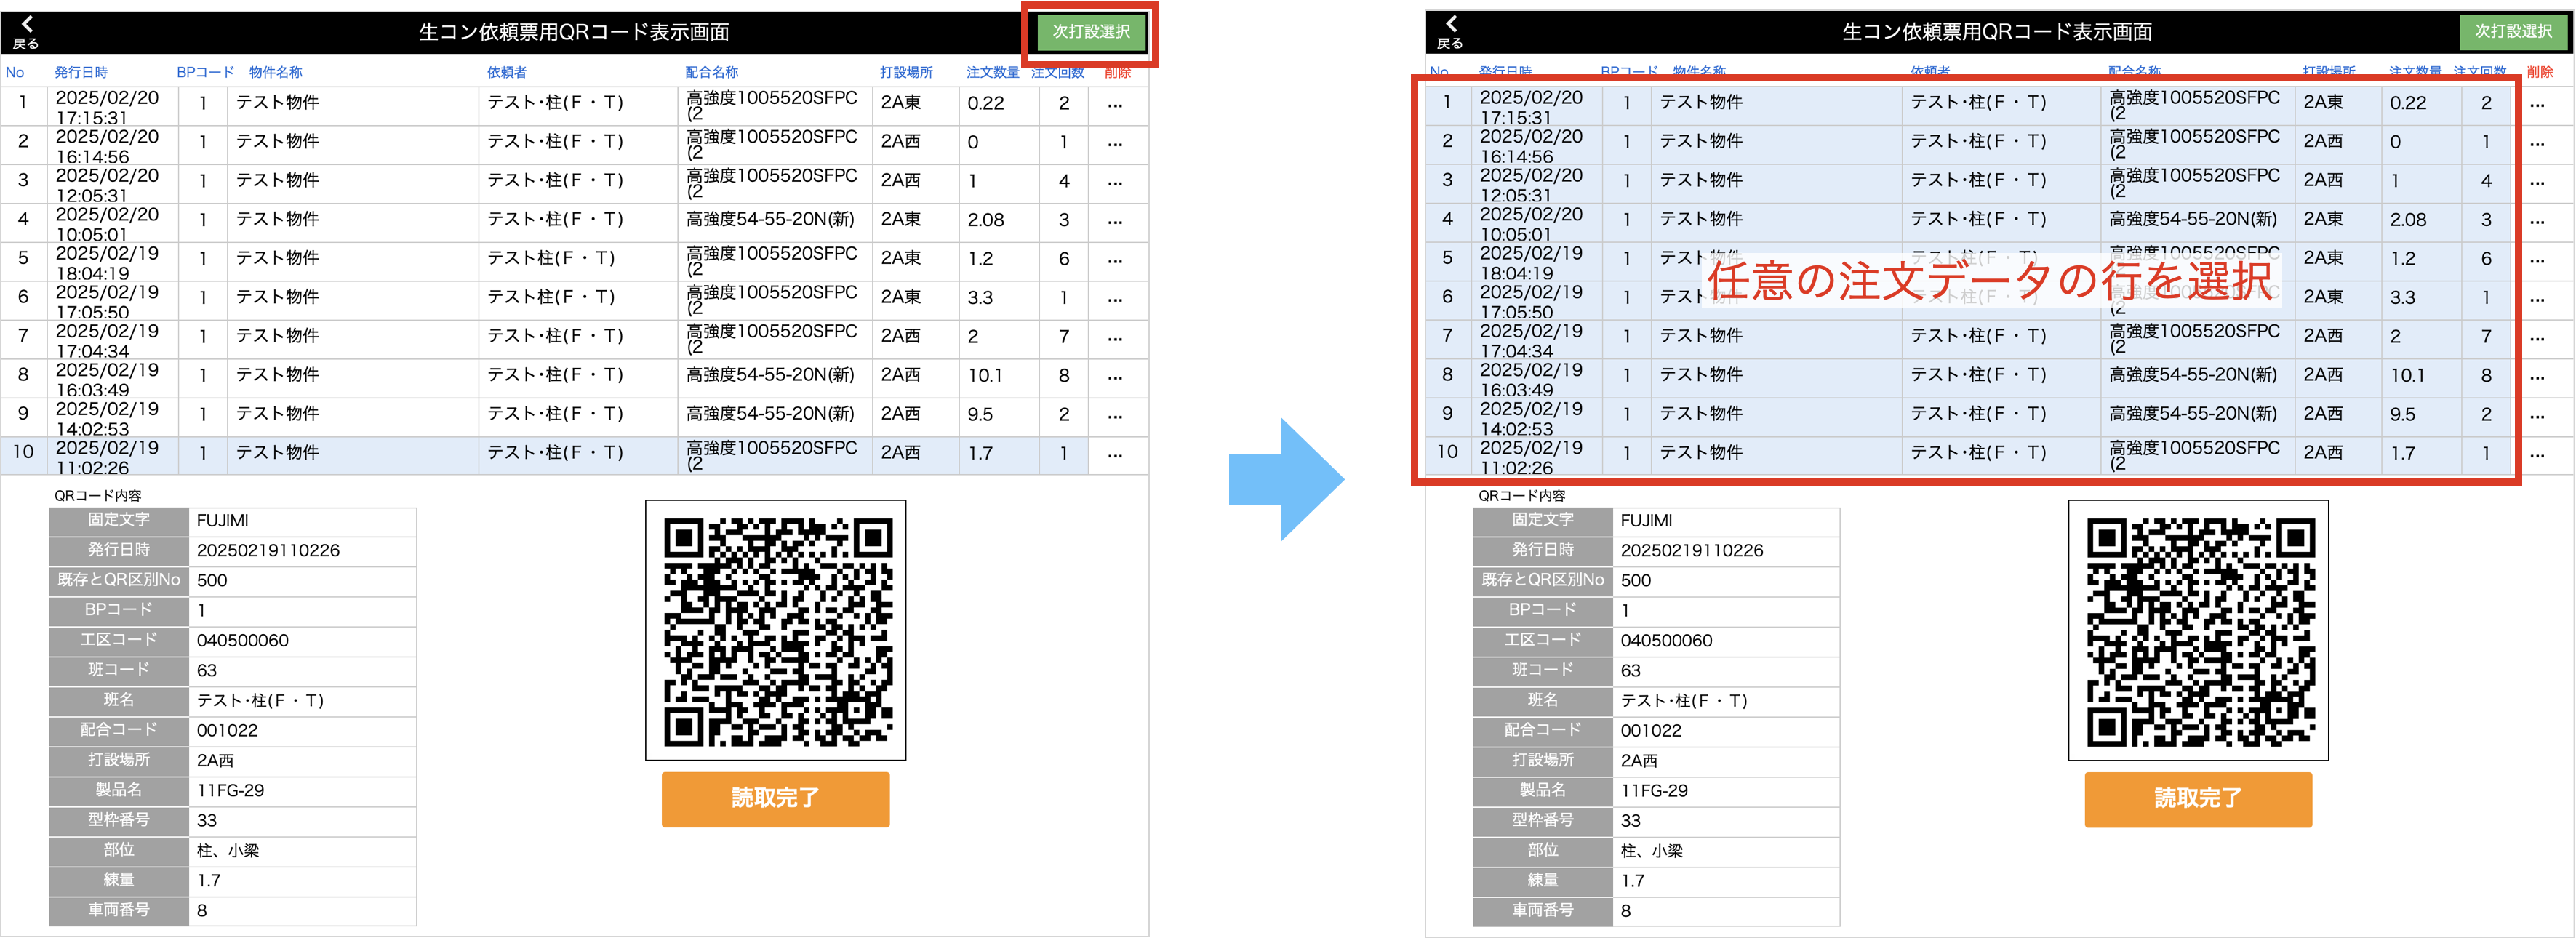 戻る 生コン依頼票用QRコード表示画面 次打設選択
No 発行日時 BPコード 物件名称 依頼者 配合名称 打設場所 注文数量 注文回数 削除
1 2025/02/20 17:15:31 1 テスト物件 テスト･柱(F・T) 高強度1005520SFPC(2 2A東 0.22 2 ...
2 2025/02/20 16:14:56 1 テスト物件 テスト･柱(F・T) 高強度1005520SFPC(2 2A西 0 1 ...
3 2025/02/20 12:05:31 1 テスト物件 テスト･柱(F・T) 高強度1005520SFPC(2 2A西 1 4 ...
4 2025/02/20 10:05:01 1 テスト物件 テスト･柱(F・T) 高強度54-55-20N(新) 2A東 2.08 3 ...
5 2025/02/19 18:04:19 1 テスト物件 テスト柱(F・T) 高強度1005520SFPC(2 2A東 1.2 6 ...
6 2025/02/19 17:05:50 1 テスト物件 テスト柱(F・T) 高強度1005520SFPC(2 2A東 3.3 1 ...
7 2025/02/19 17:04:34 1 テスト物件 テスト･柱(F・T) 高強度1005520SFPC(2 2A西 2 7 ...
8 2025/02/19 16:03:49 1 テスト物件 テスト･柱(F・T) 高強度54-55-20N(新) 2A西 10.1 8 ...
9 2025/02/19 14:02:53 1 テスト物件 テスト･柱(F・T) 高強度54-55-20N(新) 2A西 9.5 2 ...
10 2025/02/19 11:02:26 1 テスト物件 テスト･柱(F・T) 高強度1005520SFPC(2 2A西 1.7 1 ...
QRコード内容
固定文字 FUJIMI
発行日時 20250219110226
既存とQR区別No 500
BPコード 1
工区コード 040500060
班コード 63
班名 テスト･柱(F・T)
配合コード 001022
打設場所 2A西
製品名 11FG-29
型枠番号 33
部位 柱、小梁
練量 1.7
車両番号 8
読取完了
戻る 生コン依頼票用QRコード表示画面 次打設選択
No 発行日時 BPコード 物件名称 依頼者 配合名称 打設場所 注文数量 注文回数 削除
1 2025/02/20 17:15:31 1 テスト物件 テスト･柱(F・T) 高強度1005520SFPC(2 2A東 0.22 2 ...
2 2025/02/20 16:14:56 1 テスト物件 テスト･柱(F・T) 高強度1005520SFPC(2 2A西 0 1 ...
3 2025/02/20 12:05:31 1 テスト物件 テスト･柱(F・T) 高強度1005520SFPC(2 2A西 1 4 ...
4 2025/02/20 10:05:01 1 テスト物件 テスト･柱(F・T) 高強度54-55-20N(新) 2A東 2.08 3 ...
5 2025/02/19 18:04:19 1 テスト物件 テスト柱(F・T) 高強度1005520SFPC 2A東 1.2 6 ...
任意の注文データの行を選択
6 2025/02/19 17:05:50 1 テスト物件 テスト柱(F・T) 高強度1005520SFPC(2 2A東 3.3 1 ...
7 2025/02/19 17:04:34 1 テスト物件 テスト･柱(F・T) 高強度1005520SFPC(2 2A西 2 7 ...
8 2025/02/19 16:03:49 1 テスト物件 テスト･柱(F・T) 高強度54-55-20N(新) 2A西 10.1 8 ...
9 2025/02/19 14:02:53 1 テスト物件 テスト･柱(F・T) 高強度54-55-20N(新) 2A西 9.5 2 ...
10 2025/02/19 11:02:26 1 テスト物件 テスト･柱(F・T) 高強度1005520SFPC(2 2A西 1.7 1 ...
QRコード内容
固定文字 FUJIMI
発行日時 20250219110226
既存とQR区別No 500
BPコード 1
工区コード 040500060
班コード 63
班名 テスト･柱(F・T)
配合コード 001022
打設場所 2A西
製品名 11FG-29
型枠番号 33
部位 柱、小梁
練量 1.7
車両番号 8
読取完了